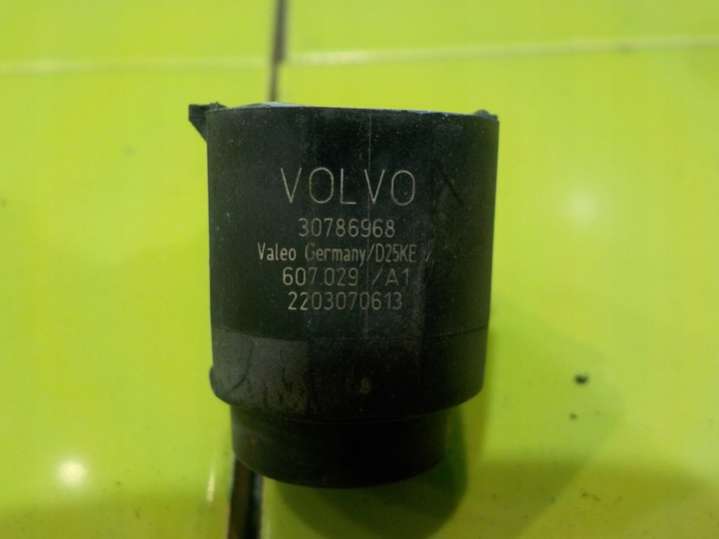 VOLVO
30786968
Valeo Germany/D25KE
607.029 /A1
2203070613